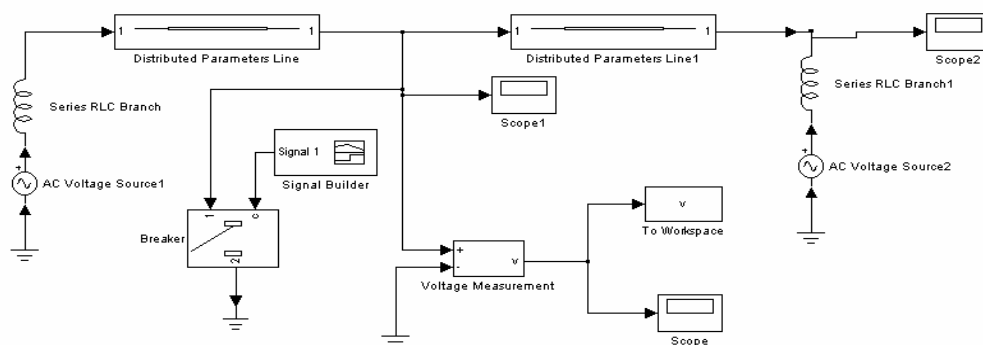 1
1
1
1
Distributed Parameters Line
Distributed Parameters Line1
Scope2
Series RLC Branch
Series RLC Branch1
Scope1
+
AC Voltage Source1
Signal 1
Signal Builder
+
AC Voltage Source2
1
c
2
Breaker
v
To Workspace
+
-
v
Voltage Measurement
Scope